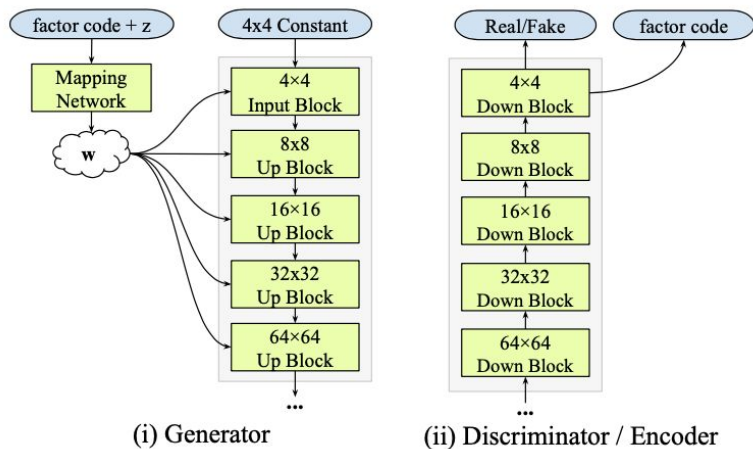 factor code + z
Mapping
Network
w
4x4 Constant
4×4
Input Block
8x8
Up Block
16×16
Up Block
32x32
Up Block
64×64
Up Block
...
(i) Generator
Real/Fake
factor code
4×4
Down Block
8x8
Down Block
16×16
Down Block
32x32
Down Block
64×64
Down Block
...
(ii) Discriminator / Encoder